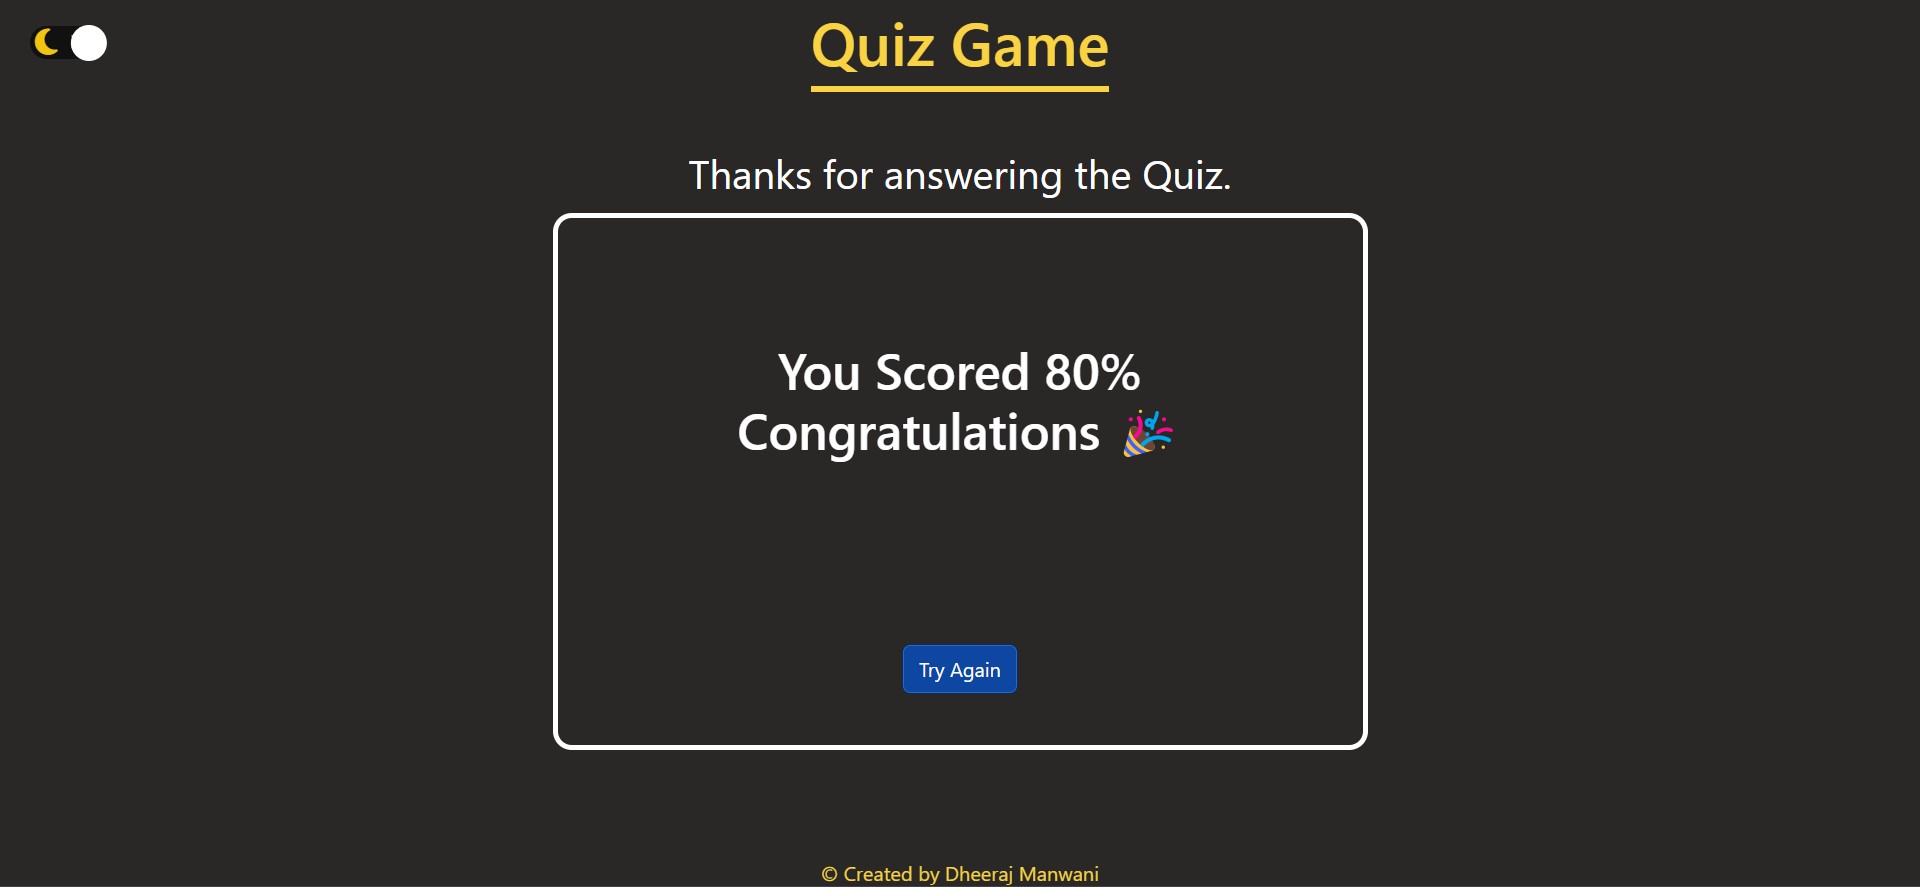 Quiz Game
Thanks for answering the Quiz.
You Scored 80%
Congratulations 🎉
Try Again
© Created by Dheeraj Manwani